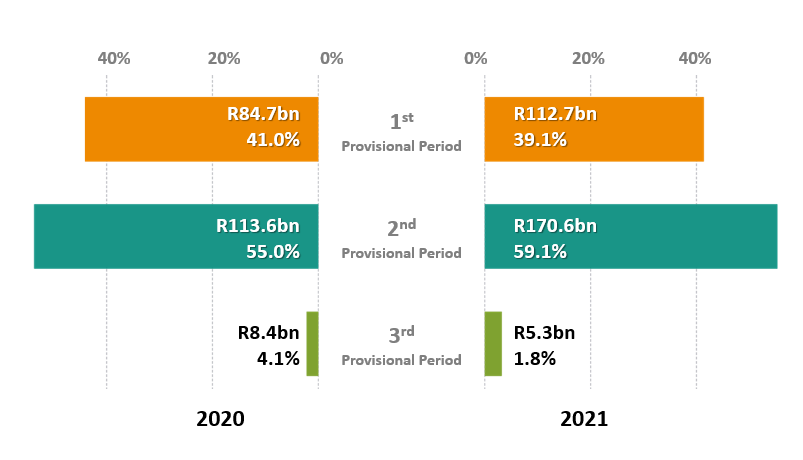 40% 20% 0% 0% 20% 40%
R84.7bn
41.0%
1st
Provisional Period
R112.7bn
39.1%
R113.6bn
55.0%
2nd
Provisional Period
R170.6bn
59.1%
R8.4bn
4.1%
3rd
Provisional Period
R5.3bn
1.8%
2020 2021